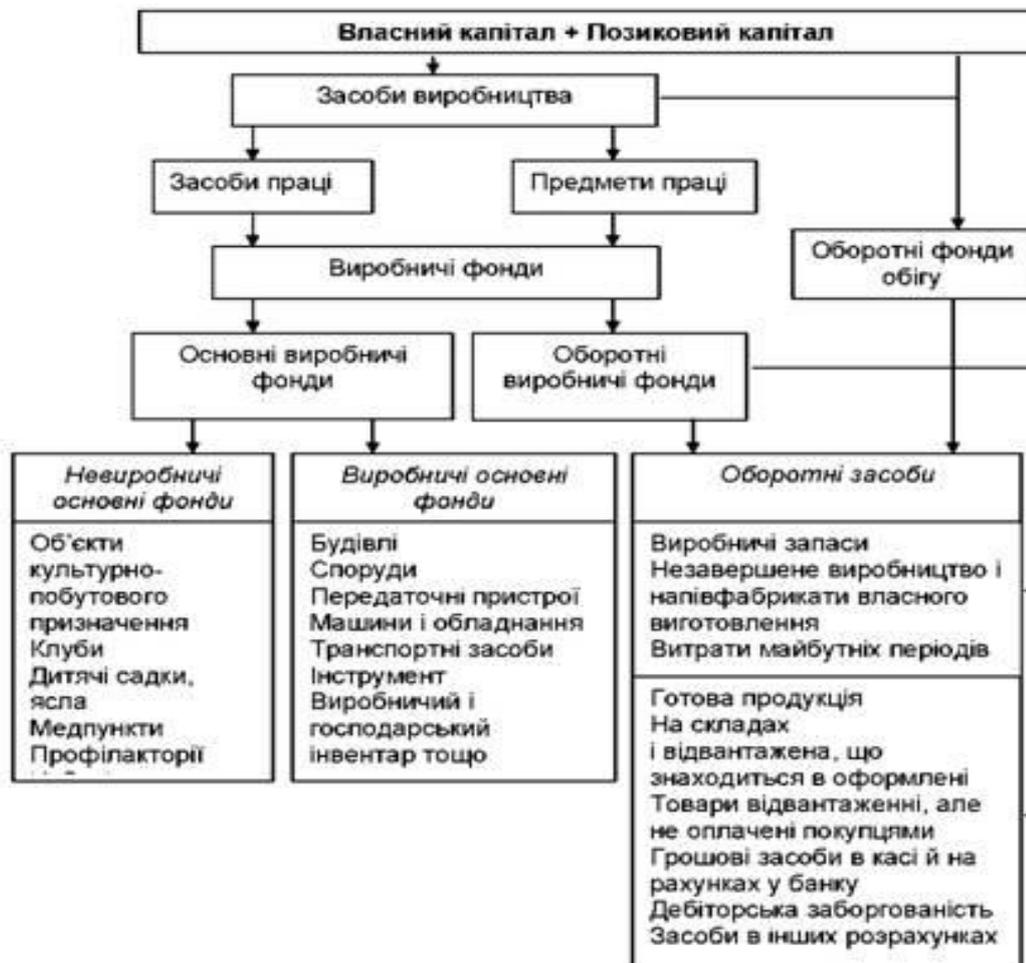 Власний капітал + Позиковий капітал
Засоби виробництва
Засоби праці
Предмети праці
Виробничі фонди
Оборотні фонди
обігу
Основні виробничі
фонди
Оборотні
виробничі фонди
Невиробничі
основні фонди
Об'єкти
культурно-
побутового
призначення
Клуби
Дитячі садки,
ясла
Медпункти
Профілакторії
Виробничі основні
фонди
Будівлі
Споруди
Передаточні пристрої
Машини і обладнання
Транспортні засоби
Інструмент
Виробничий і
господарський
інвентар тощо
Оборотні засоби
Виробничі запаси
Незавершене виробництво і
напівфабрикати власного
виготовлення
Витрати майбутніх періодів
Готова продукція
На складах
і відвантажена, що
знаходиться в оформлені
Товари відвантаженні, але
не оплачені покупцями
Грошові засоби в касі й на
рахунках у банку
Дебіторська заборгованість
Засоби в інших розрахунках